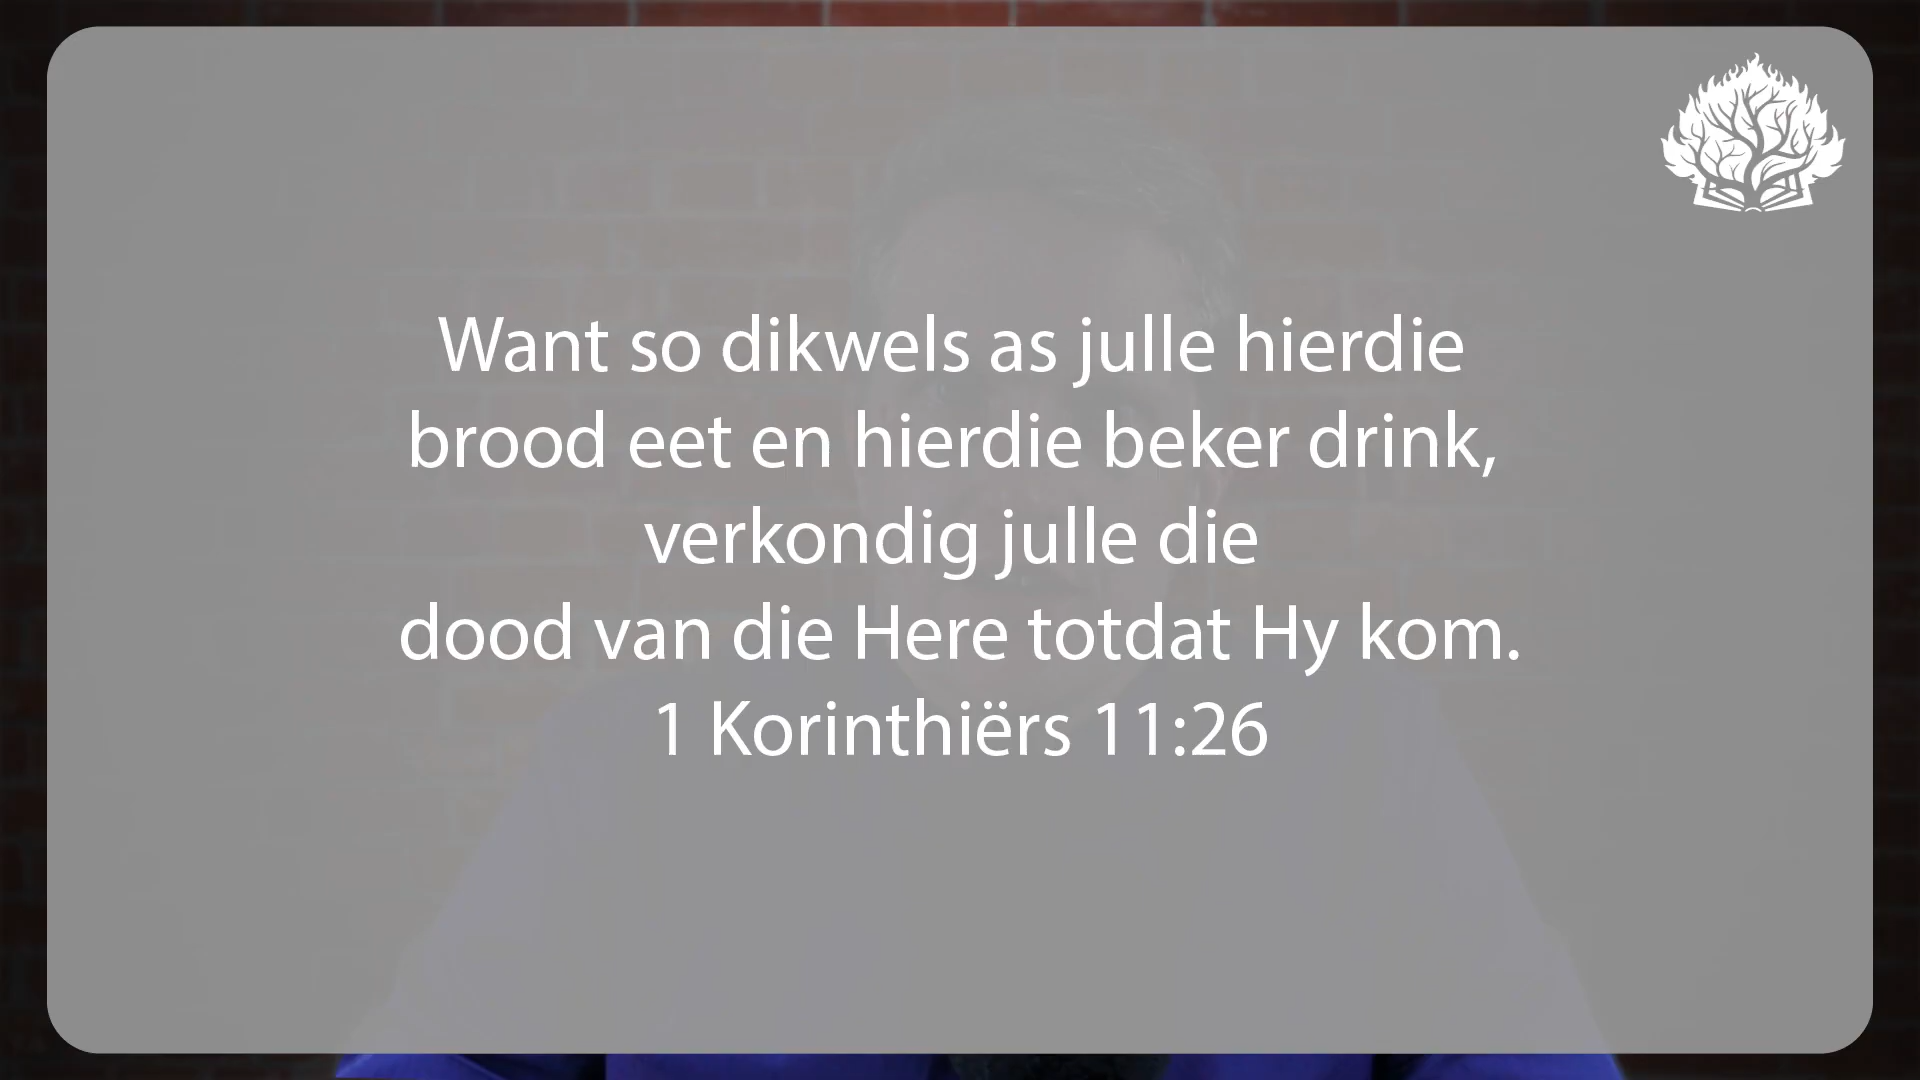 Want so dikwels as julle hierdie
brood eet en hierdie beker drink,
verkondig julle die
dood van die Here totdat Hy kom.
1 Korinthiërs 11:26